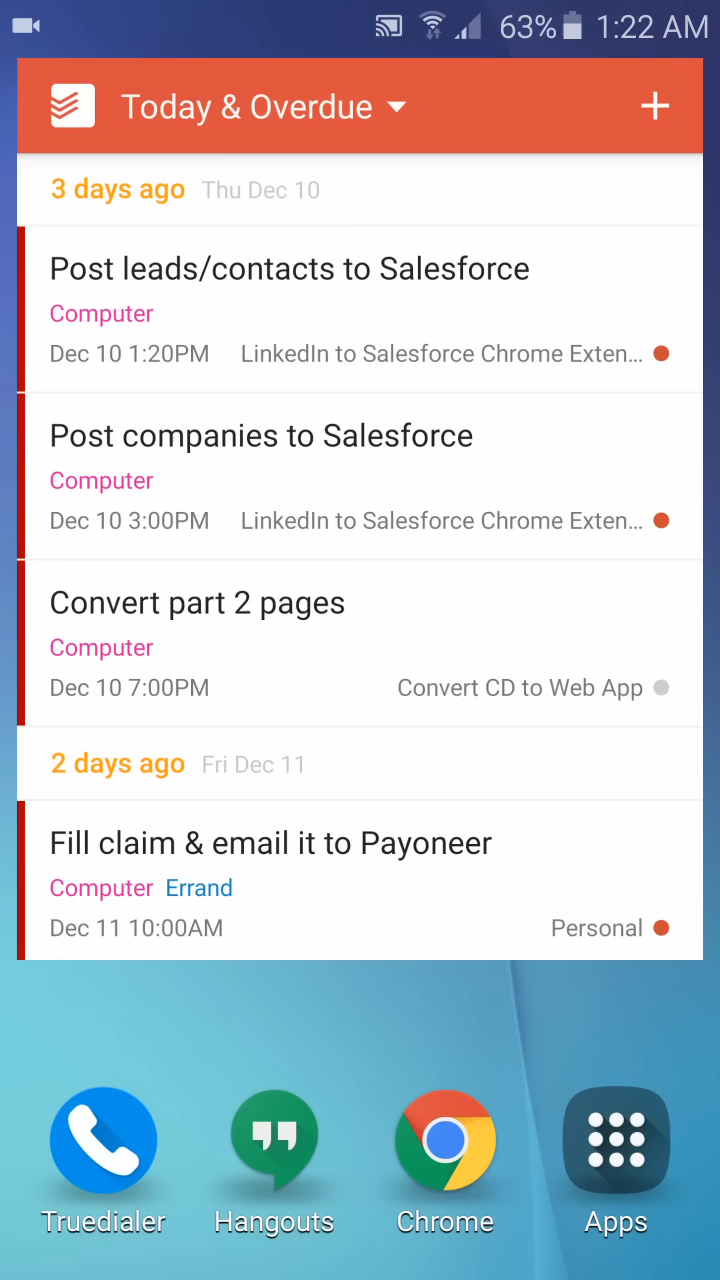 63% 1:22 AM
Today & Overdue
3 days ago Thu Dec 10
Post leads/contacts to Salesforce
Computer
Dec 10 1:20PM LinkedIn to Salesforce Chrome Exten...
Post companies to Salesforce
Computer
Dec 10 3:00PM LinkedIn to Salesforce Chrome Exten...
Convert part 2 pages
Computer
Dec 10 7:00PM Convert CD to Web App
2 days ago Fri Dec 11
Fill claim & email it to Payoneer
Computer Errand
Dec 11 10:00AM Personal
Truedialer Hangouts Chrome Apps